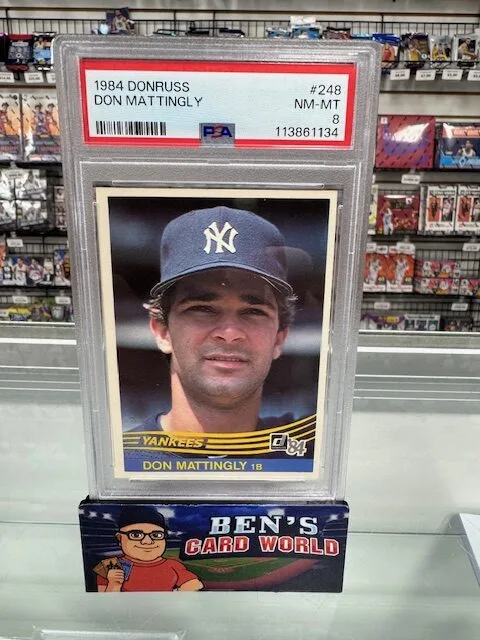 1984 DONRUSS #248
DON MATTINGLY NM-MT
8
PSA 113861134
NY
YANKEES
D '84
DON MATTINGLY 1B
BEN'S
CARD WORLD